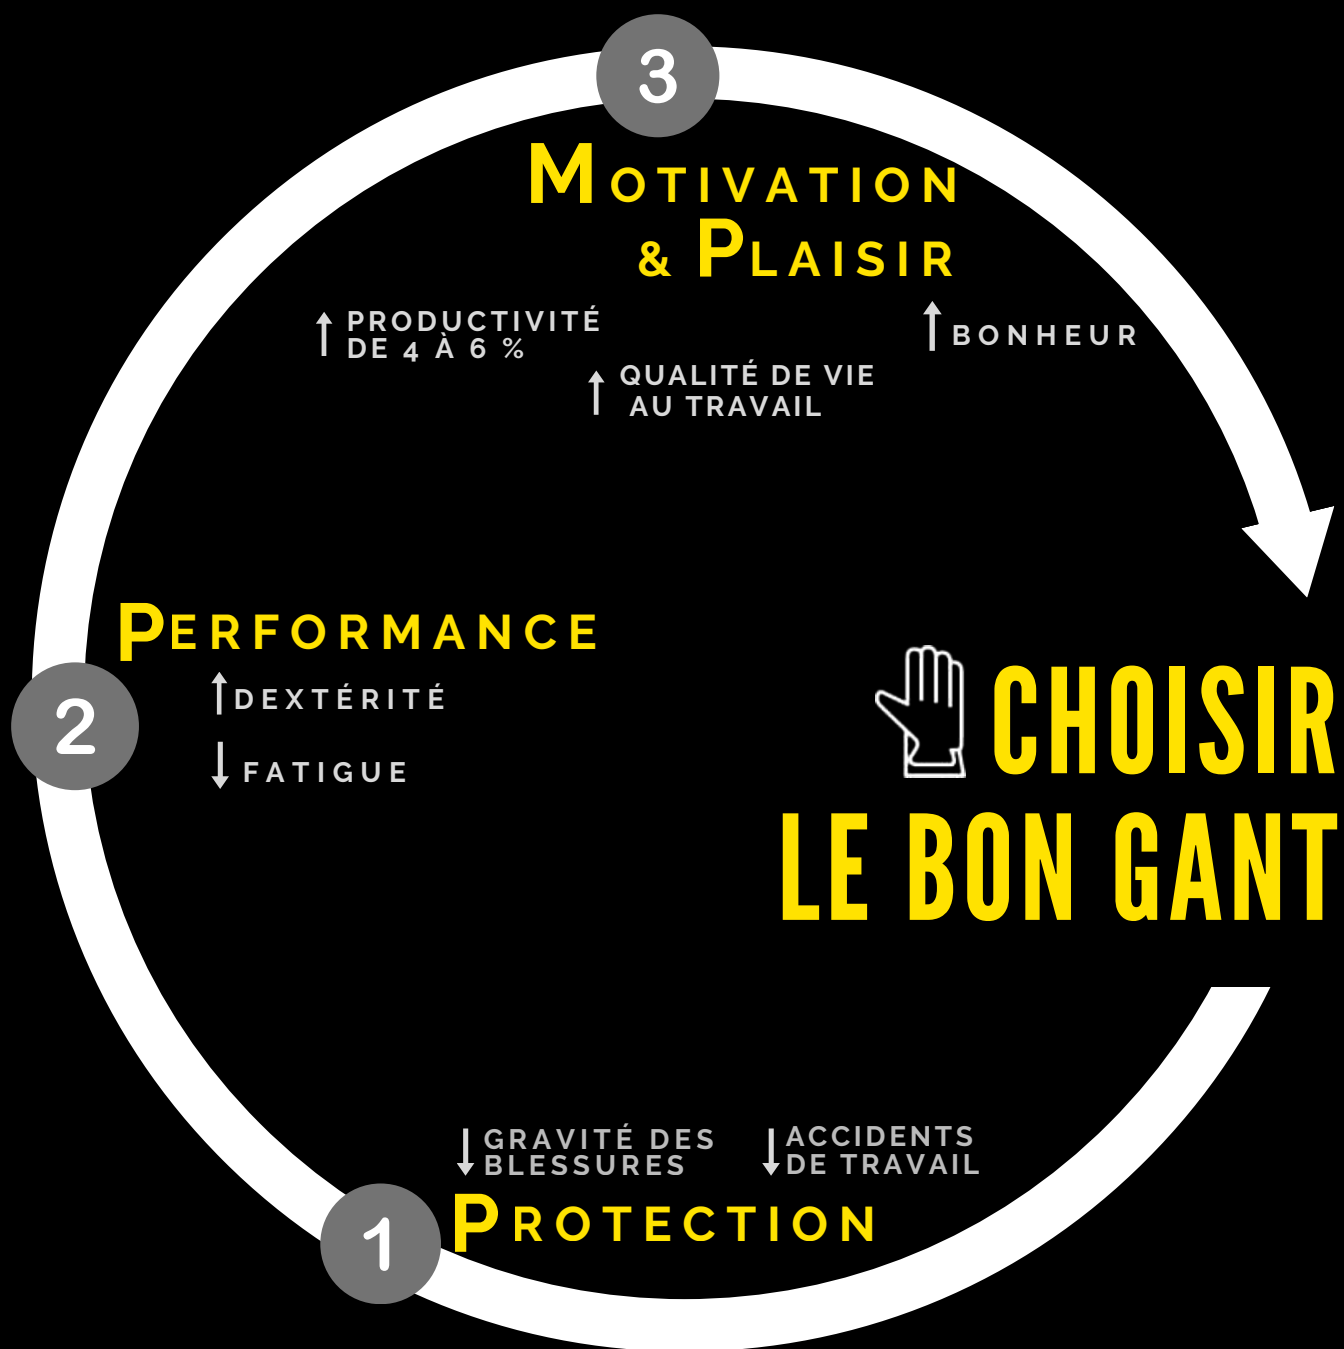 3
MOTIVATION
& PLAISIR
↑ PRODUCTIVITÉ
DE 4 À 6 %
↑ QUALITÉ DE VIE
AU TRAVAIL
↑ BONHEUR
2
PERFORMANCE
↑ DEXTÉRITÉ
↓ FATIGUE
CHOISIR
LE BON GANT
↓ GRAVITÉ DES
BLESSURES
↓ ACCIDENTS
DE TRAVAIL
1
PROTECTION